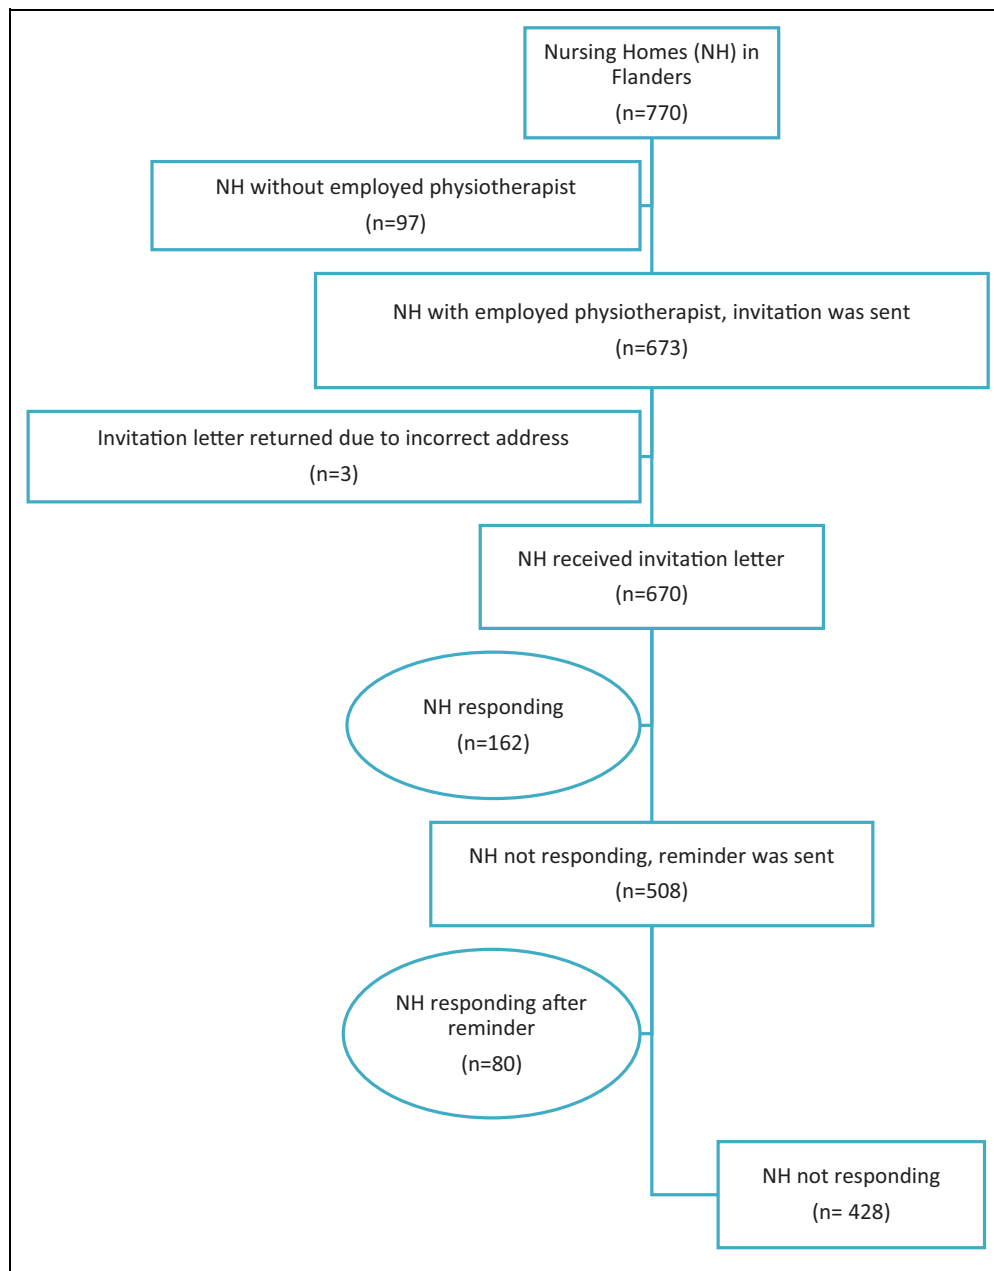 Nursing Homes (NH) in
Flanders
(n=770)
NH without employed physiotherapist
(n=97)
NH with employed physiotherapist, invitation was sent
(n=673)
Invitation letter returned due to incorrect address
(n=3)
NH received invitation letter
(n=670)
NH responding
(n=162)
NH not responding, reminder was sent
(n=508)
NH responding after
reminder
(n=80)
NH not responding
(n= 428)